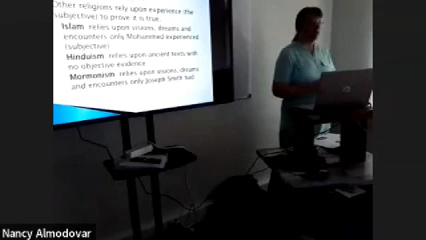 Other religions rely upon experience (the
subjective) to prove it is true.
Islam relies upon visions, dreams and
encounters only Mohammed experienced
(subjective)
Hinduism relies upon ancient texts with
no objective evidence
Mormonism relies upon visions, dreams
and encounters only Joseph Smith had
Nancy Almodovar